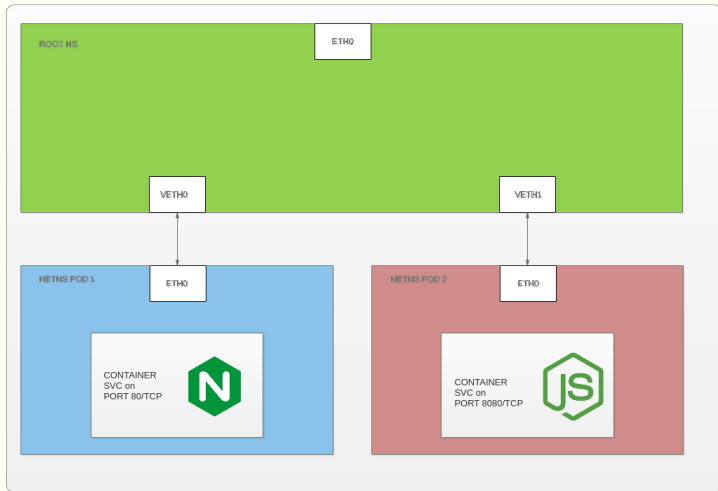 ROOT NS
ETH0
VETH0
VETH1
NETNS POD 1
ETH0
NETNS POD 2
ETH0
CONTAINER
SVC on
PORT 80/TCP
N
CONTAINER
SVC on
PORT 8080/TCP
JS